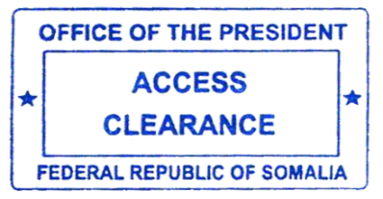 OFFICE OF THE PRESIDENT
ACCESS
CLEARANCE
FEDERAL REPUBLIC OF SOMALIA